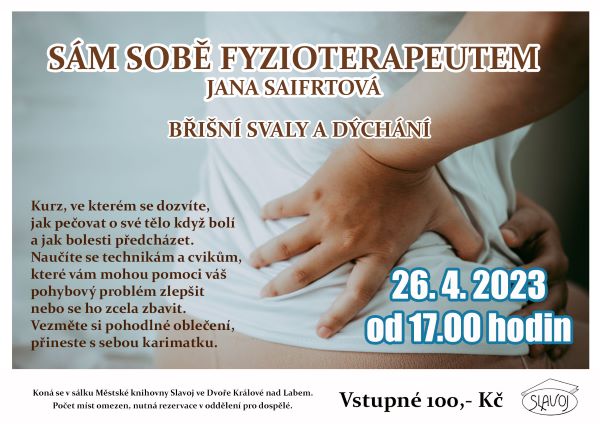 SÁM SOBĚ FYZIOTERAPEUTEM
JANA SAIFRTOVÁ
BŘIŠNÍ SVALY A DÝCHÁNÍ
Kurz, ve kterém se dozvíte,
jak pečovat o své tělo když bolí
a jak bolesti předcházet.
Naučíte se technikám a cvikům,
které vám mohou pomoci váš
pohybový problém zlepšit
nebo se ho zcela zbavit.
Vezměte si pohodlné oblečení,
přineste s sebou karimatku.
26. 4. 2023
od 17.00 hodin
Koná se v sálku Městské knihovny Slavoj ve Dvoře Králové nad Labem.
Počet míst omezen, nutná rezervace v oddělení pro dospělé.
Vstupné 100,- Kč
SLAVOJ